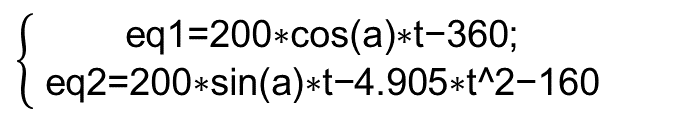 eq1=200*cos(a)*t−360;
eq2=200*sin(a)*t−4.905*t^2−160